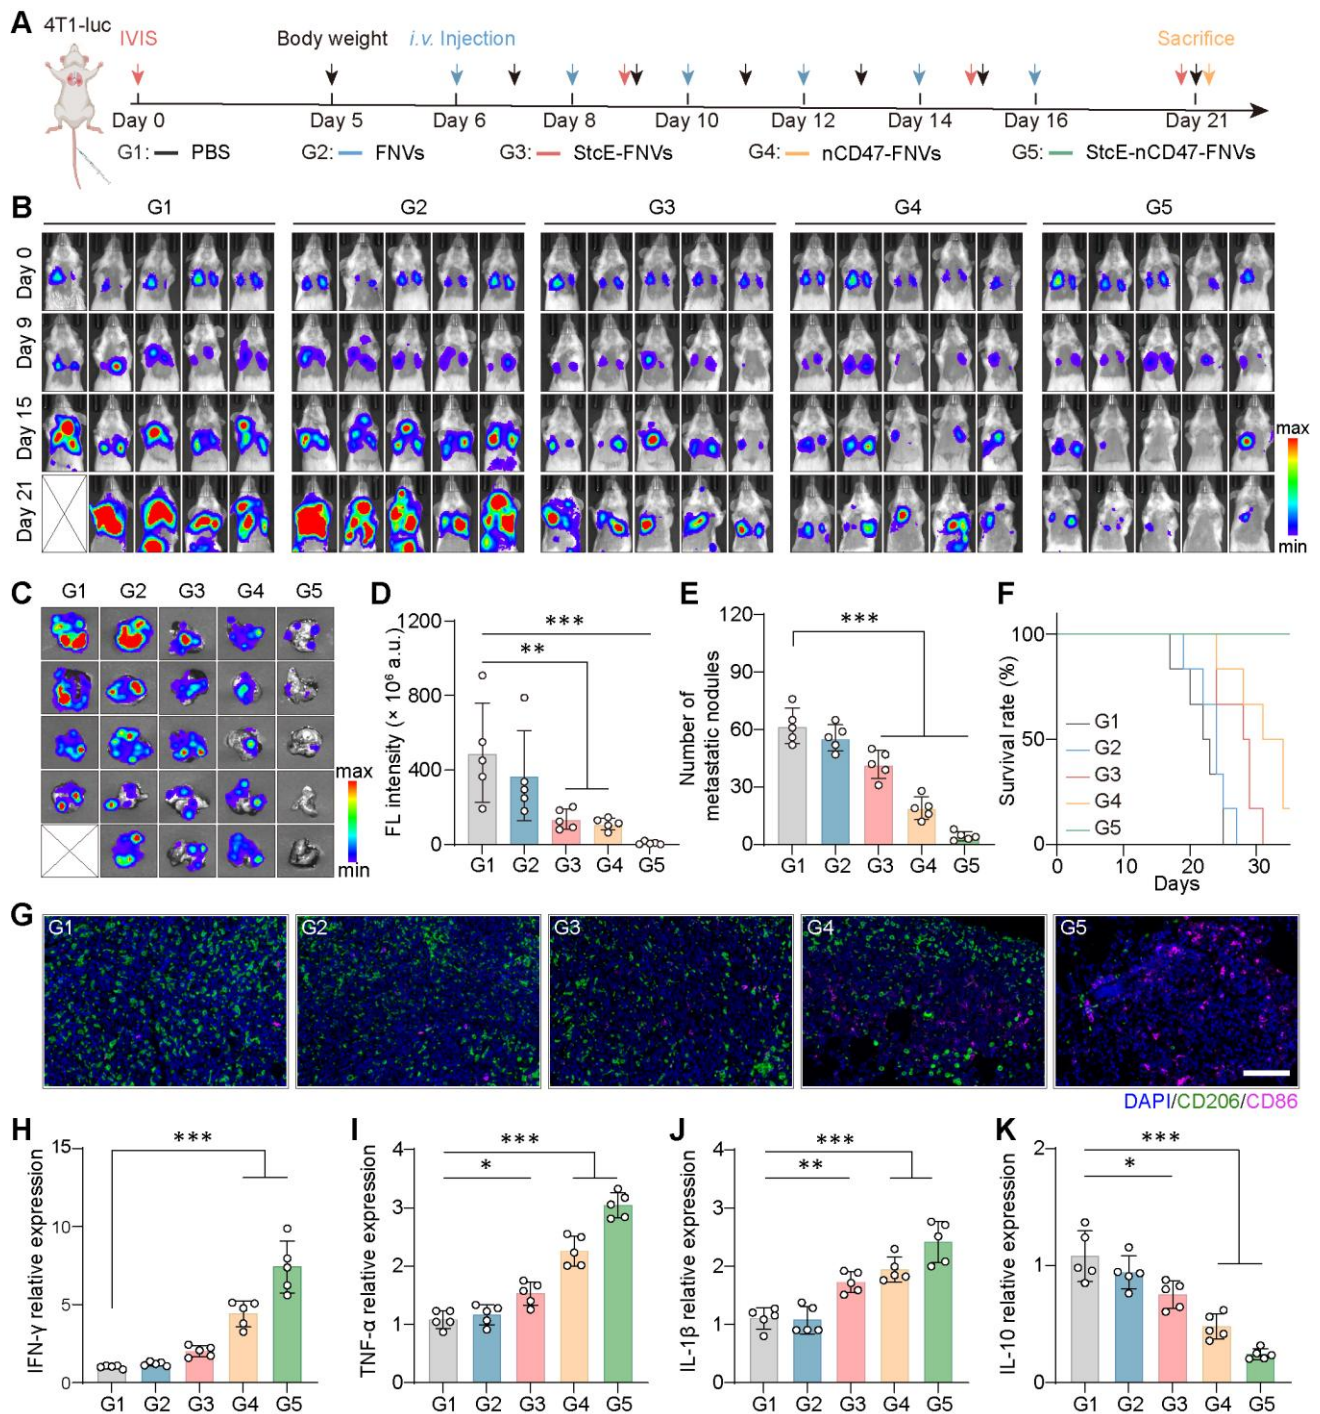 A
4T1-luc
IVIS
Body weight
i.v. Injection
Sacrifice
Day 0
Day 5
Day 6
Day 8
Day 10
Day 12
Day 14
Day 16
Day 21
G1: PBS
G2: FNVs
G3: StcE-FNVs
G4: nCD47-FNVs
G5: StcE-nCD47-FNVs
B
G1 G2 G3 G4 G5
Day 0
Day 9
Day 15
Day 21
max
min
C
G1 G2 G3 G4 G5
max
min
D
FL intensity (× 10⁶ a.u.)
1200
800
400
0
***
**
G1 G2 G3 G4 G5
E
Number of
metastatic nodules
120
90
60
30
0
***
G1 G2 G3 G4 G5
F
Survival rate (%)
100
50
0
G1
G2
G3
G4
G5
0 10 20 30
Days
G
G1 G2 G3 G4 G5
DAPI/CD206/CD86
H
IFN-γ relative expression
15
10
5
0
***
G1 G2 G3 G4 G5
I
TNF-α relative expression
4
3
2
1
0
***
*
G1 G2 G3 G4 G5
J
IL-1β relative expression
4
3
2
1
0
***
**
G1 G2 G3 G4 G5
K
IL-10 relative expression
2
1
0
***
*
G1 G2 G3 G4 G5